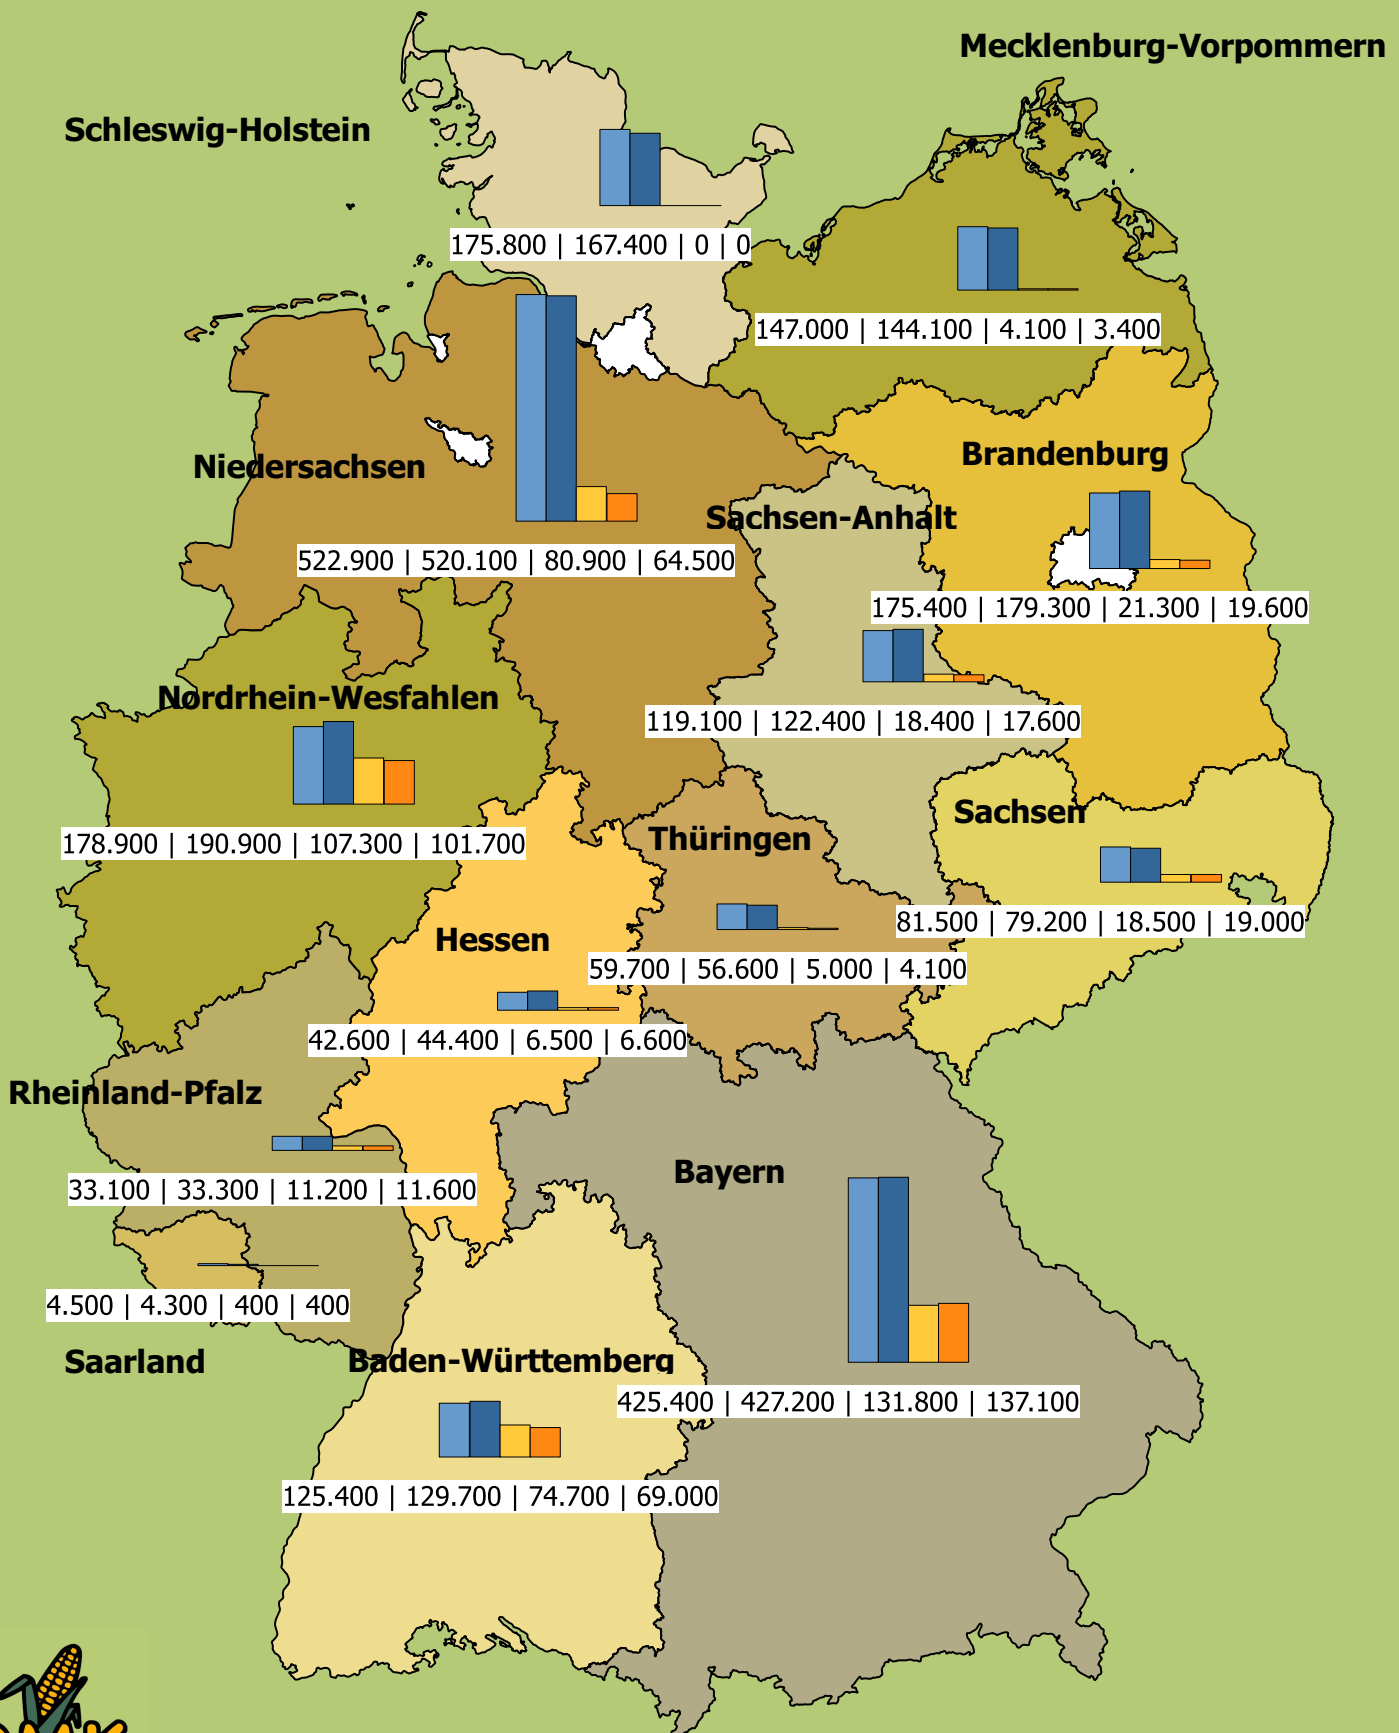 Mecklenburg-Vorpommern
Schleswig-Holstein
175.800 | 167.400 | 0 | 0
147.000 | 144.100 | 4.100 | 3.400
Niedersachsen
Brandenburg
Sachsen-Anhalt
522.900 | 520.100 | 80.900 | 64.500
175.400 | 179.300 | 21.300 | 19.600
Nordrhein-Wesfahlen
119.100 | 122.400 | 18.400 | 17.600
Sachsen
178.900 | 190.900 | 107.300 | 101.700
Thüringen
81.500 | 79.200 | 18.500 | 19.000
Hessen
59.700 | 56.600 | 5.000 | 4.100
42.600 | 44.400 | 6.500 | 6.600
Rheinland-Pfalz
33.100 | 33.300 | 11.200 | 11.600
Bayern
4.500 | 4.300 | 400 | 400
Saarland
Baden-Württemberg
425.400 | 427.200 | 131.800 | 137.100
125.400 | 129.700 | 74.700 | 69.000